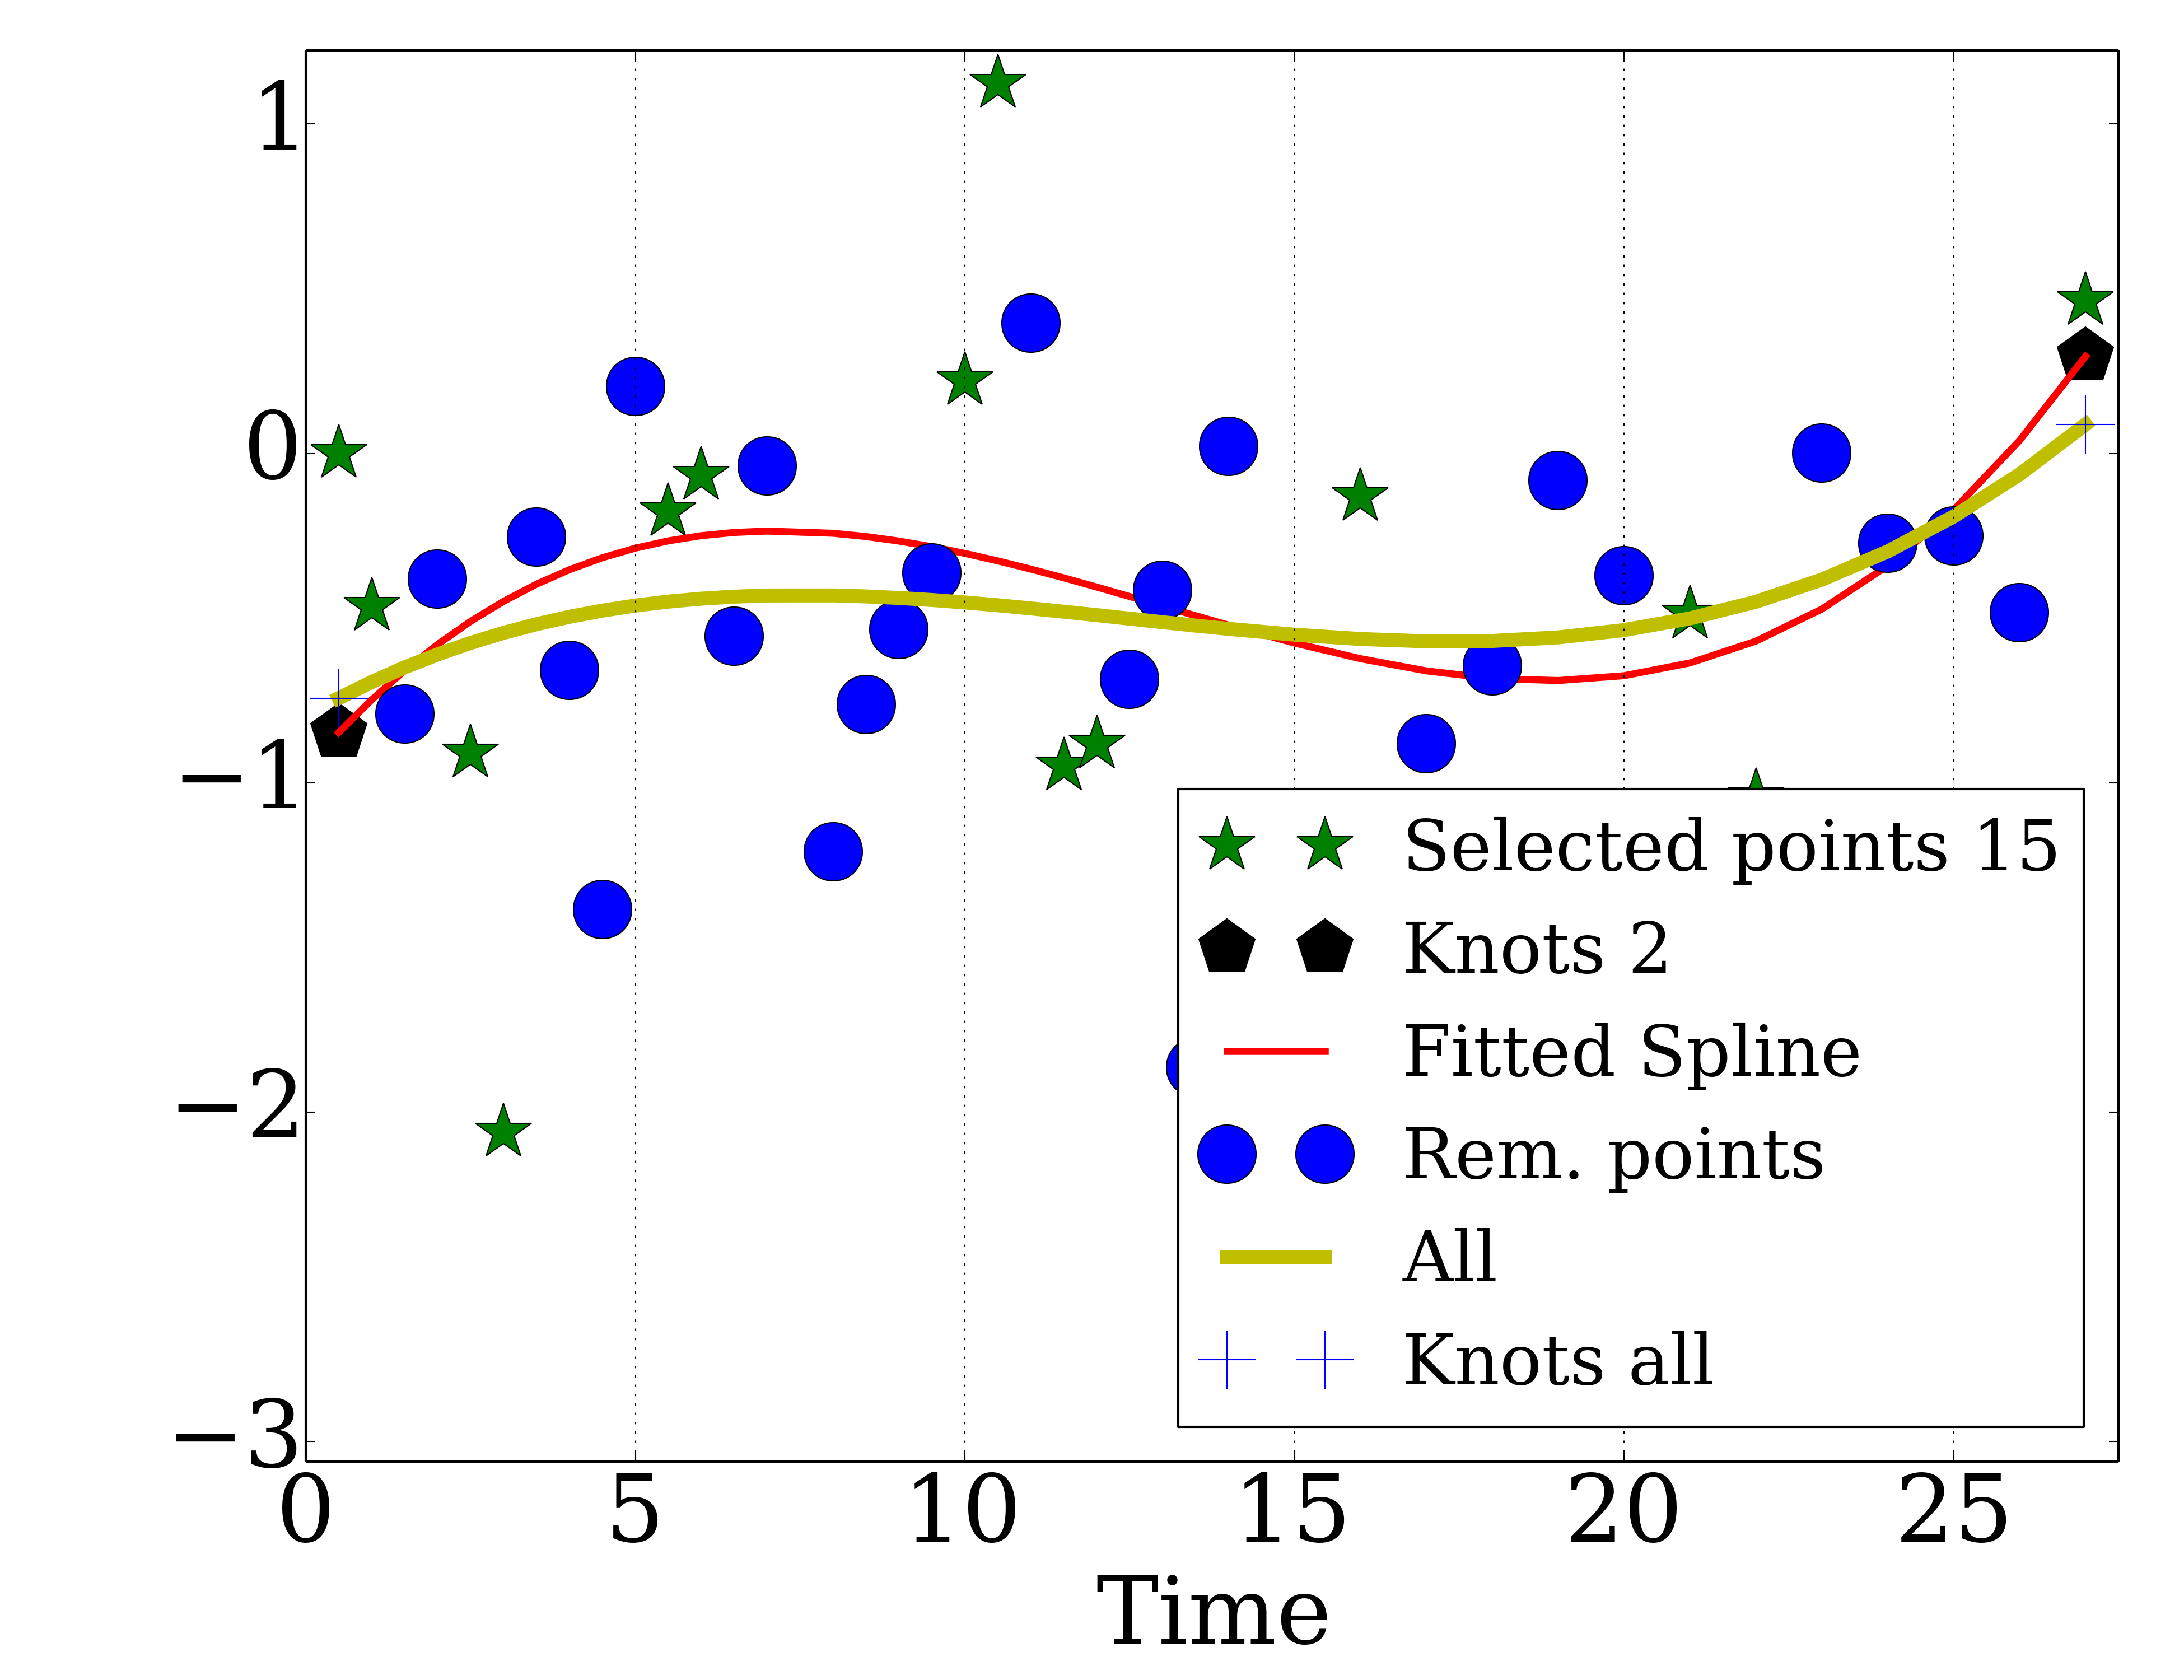 1
0
−1
−2
−3
Selected points 15
Knots 2
Fitted Spline
Rem. points
All
Knots all
0 5 10 15 20 25
Time